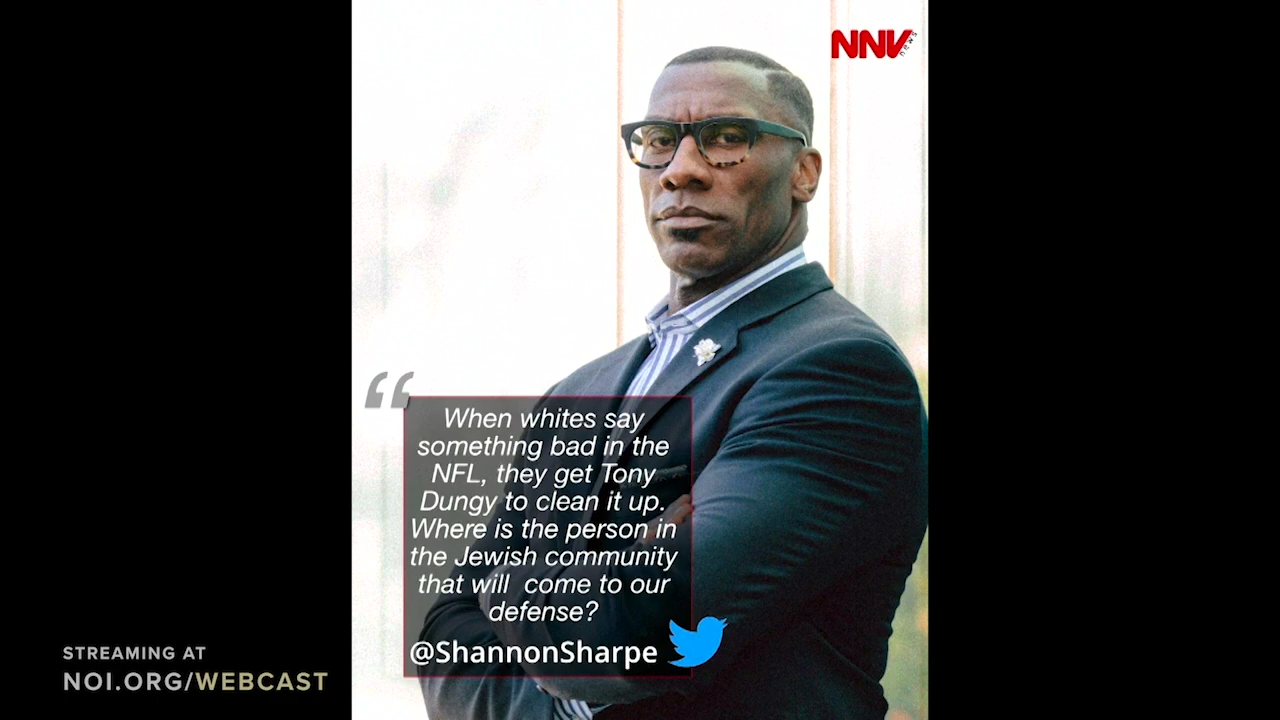 NNV news
“
When whites say
something bad in the
NFL, they get Tony
Dungy to clean it up.
Where is the person in
the Jewish community
that will come to our
defense?
@ShannonSharpe
STREAMING AT
NOI.ORG/WEBCAST